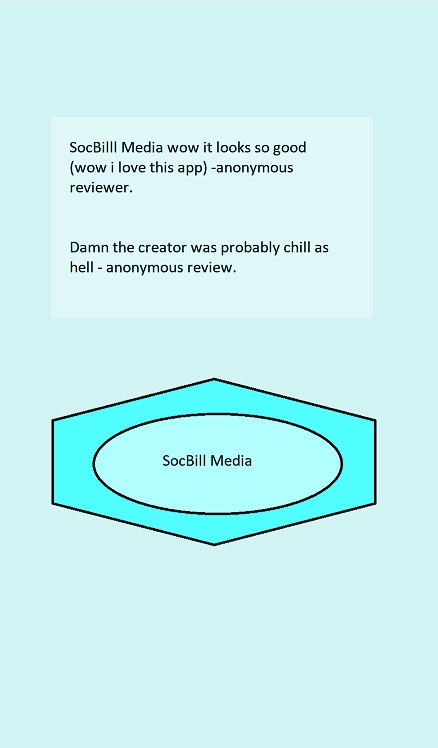 SocBilll Media wow it looks so good
(wow i love this app) -anonymous
reviewer.
Damn the creator was probably chill as
hell - anonymous review.
SocBill Media